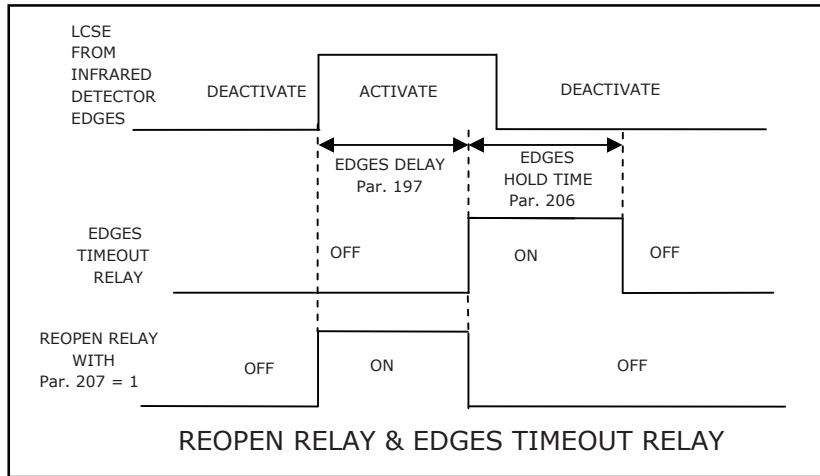 LCSE
FROM
INFRARED
DETECTOR
EDGES
DEACTIVATE
ACTIVATE
DEACTIVATE
EDGES DELAY
Par. 197
EDGES
HOLD TIME
Par. 206
EDGES
TIMEOUT
RELAY
OFF
ON
OFF
REOPEN RELAY
WITH
Par. 207 = 1
OFF
ON
OFF
REOPEN RELAY & EDGES TIMEOUT RELAY